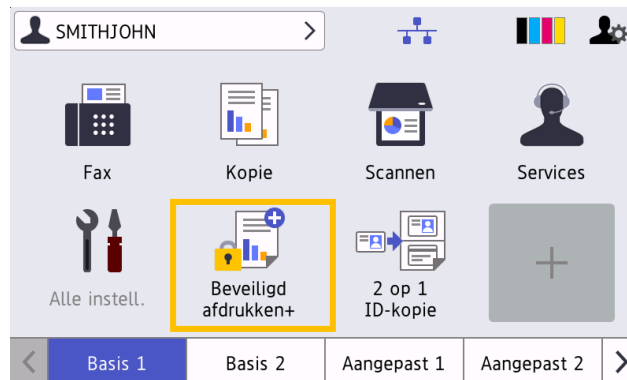 SMITHJOHN
Fax
Kopie
Scannen
Services
Alle instell.
Beveiligd
afdrukken+
2 op 1
ID-kopie
Basis 1
Basis 2
Aangepast 1
Aangepast 2